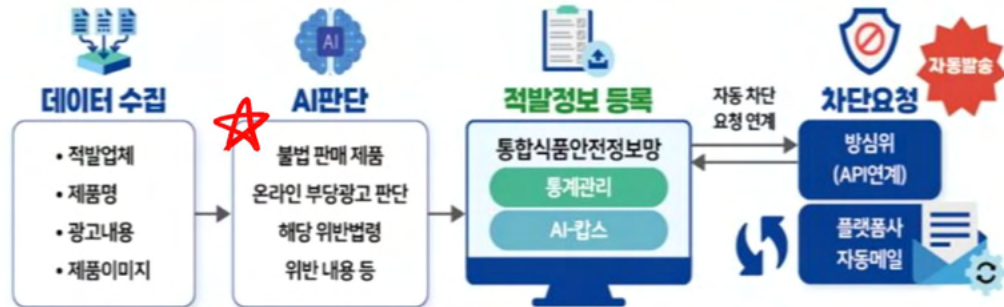 데이터 수집
• 적발업체
• 제품명
• 광고내용
• 제품이미지
AI
AI판단
불법 판매 제품
온라인 부당광고 판단
해당 위반법령
위반 내용 등
적발정보 등록
통합식품안전정보망
통계관리
AI-캅스
자동 차단
요청 연계
차단요청
자동발송
방심위
(API연계)
플랫폼사
자동메일